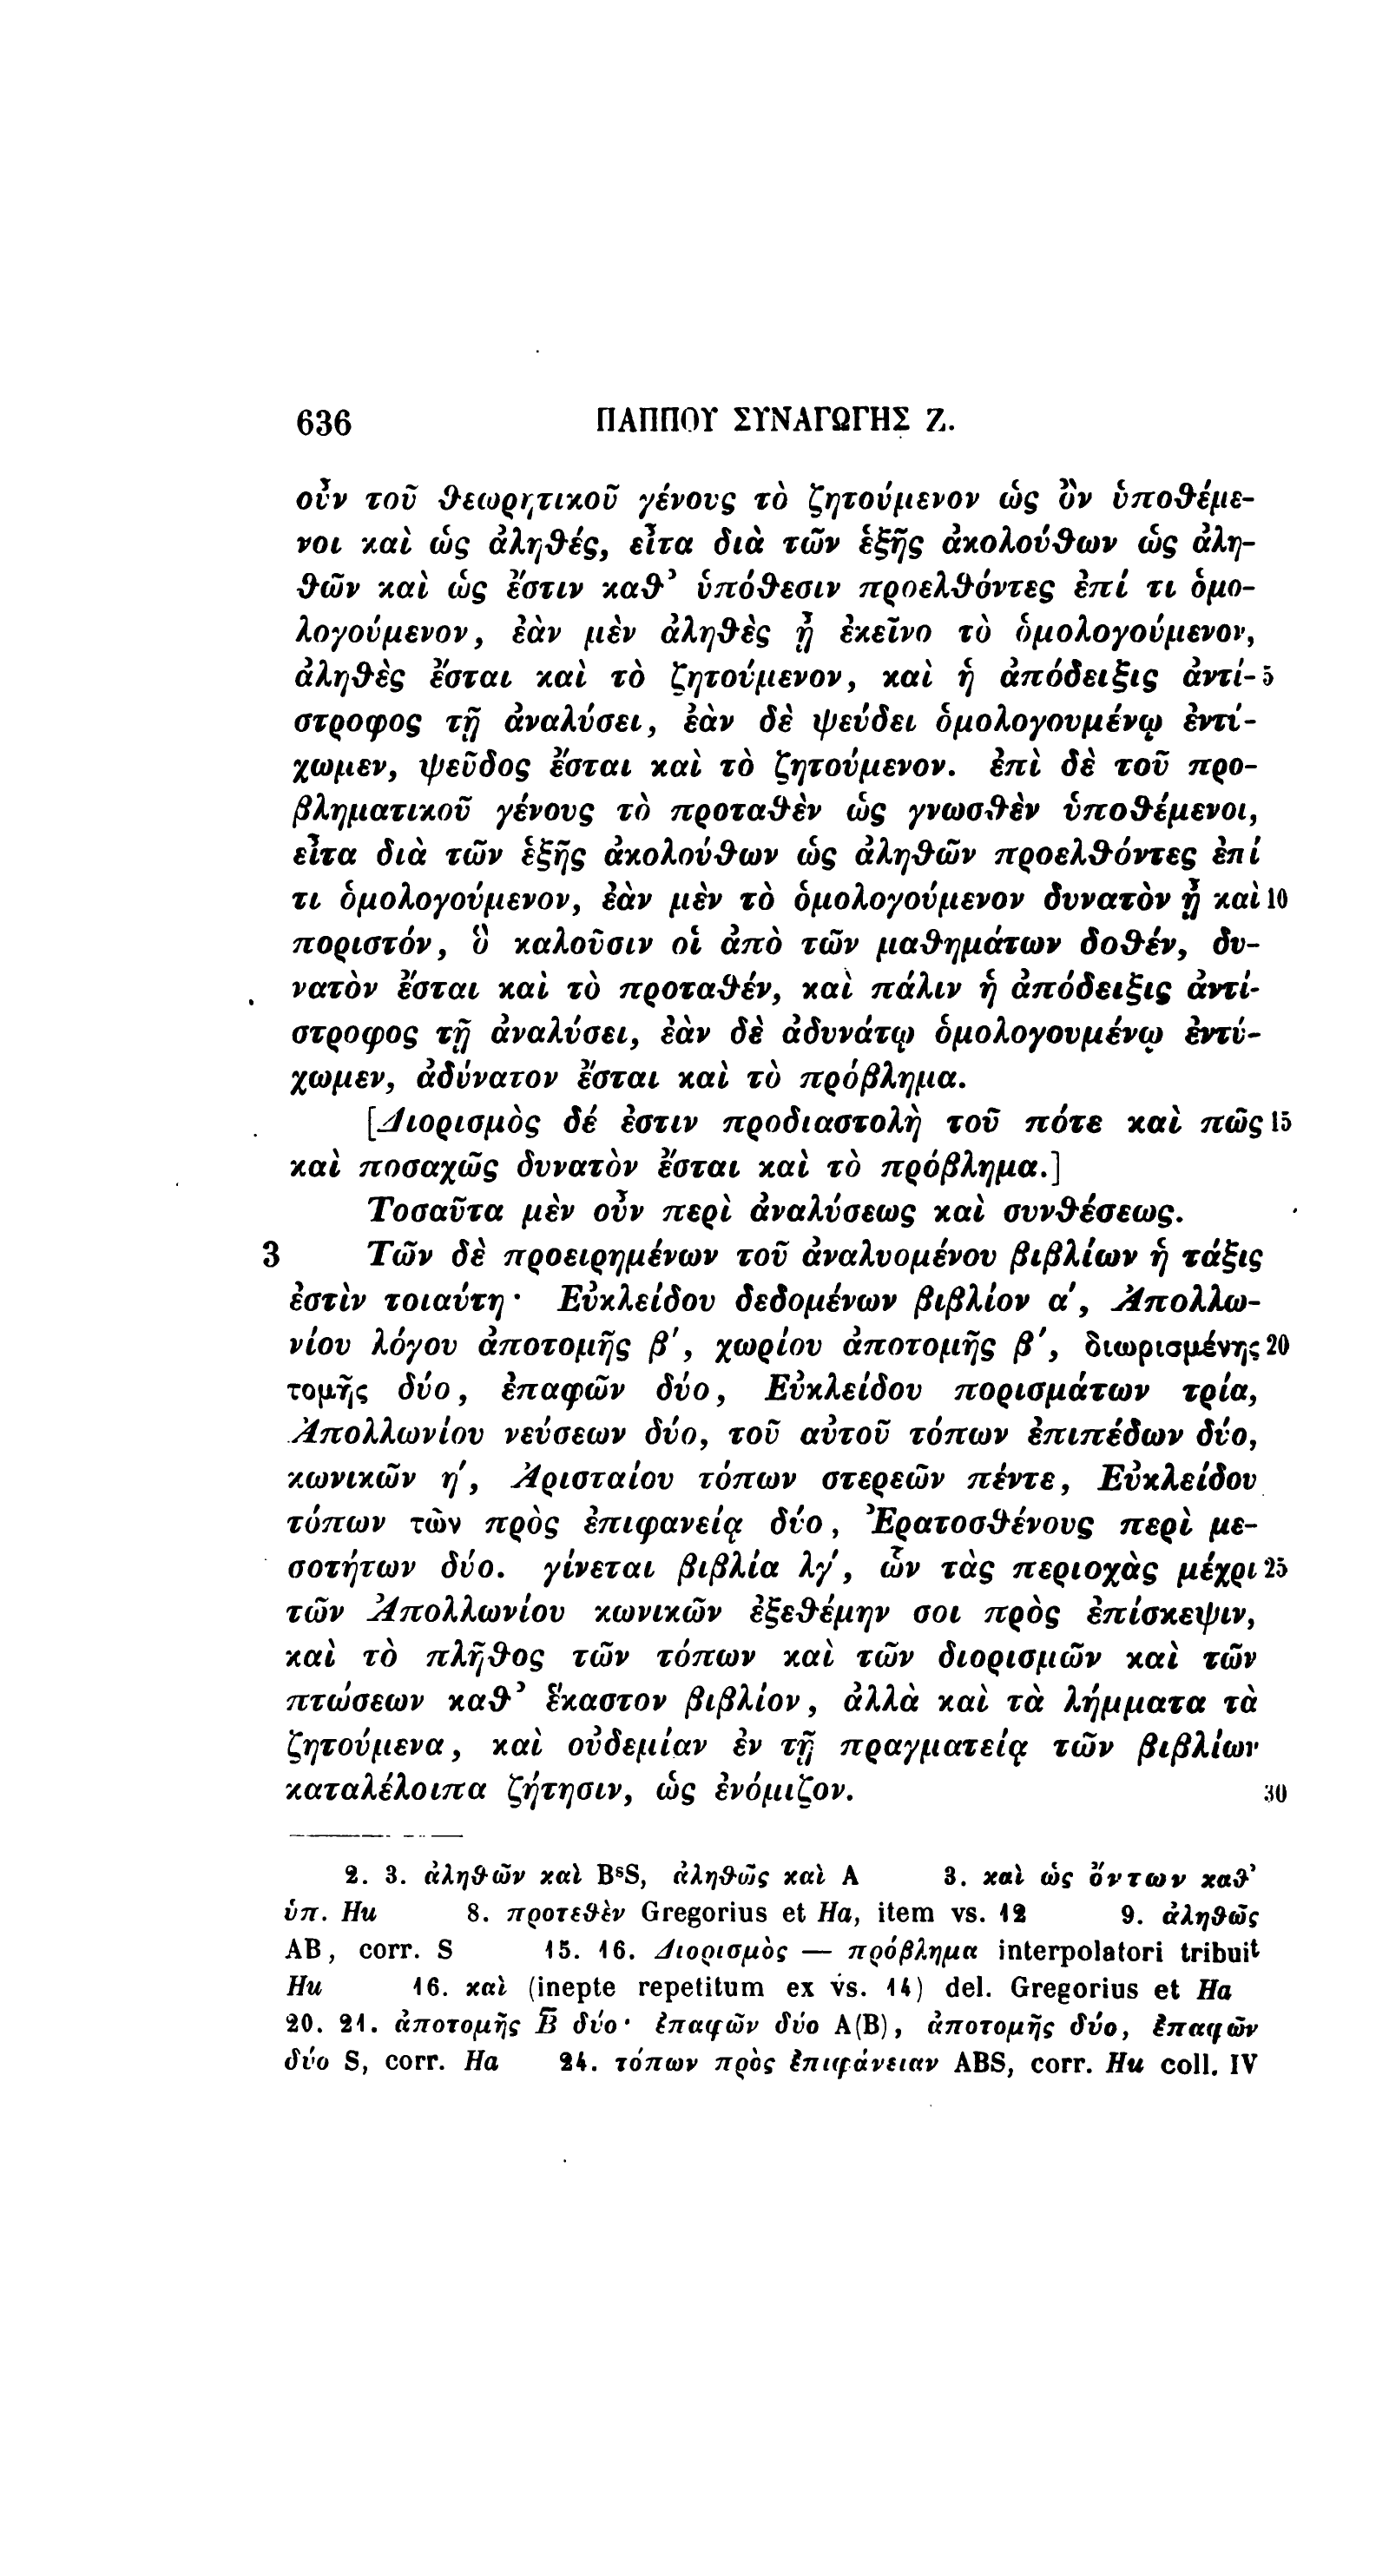 636 ΠΑΠΠΟΥ ΣΥΝΑΓΩΓΗΣ Ζ.
οὖν τοῦ θεωρητικοῦ γένους τὸ ζητούμενον ὡς ὂν ὑποθέμε-
νοι καὶ ὡς ἀληθές, εἶτα διὰ τῶν ἑξῆς ἀκολούθων ὡς ἀλη-
θῶν καὶ ὡς ἔστιν καθ’ ὑπόθεσιν προελθόντες ἐπί τι ὁμο-
λογούμενον, ἐὰν μὲν ἀληθὲς ᾖ ἐκεῖνο τὸ ὁμολογούμενον,
ἀληθὲς ἔσται καὶ τὸ ζητούμενον, καὶ ἡ ἀπόδειξις ἀντί- 5
στροφος τῇ ἀναλύσει, ἐὰν δὲ ψεύδει ὁμολογουμένῳ ἐντύ-
χωμεν, ψεῦδος ἔσται καὶ τὸ ζητούμενον. ἐπὶ δὲ τοῦ προ-
βληματικοῦ γένους τὸ προταθὲν ὡς γνωσθὲν ὑποθέμενοι,
εἶτα διὰ τῶν ἑξῆς ἀκολούθων ὡς ἀληθῶν προελθόντες ἐπί
τι ὁμολογούμενον, ἐὰν μὲν τὸ ὁμολογούμενον δυνατὸν ᾖ καὶ 10
ποριστόν, ὃ καλοῦσιν οἱ ἀπὸ τῶν μαθημάτων δοθέν, δυ-
νατὸν ἔσται καὶ τὸ προταθέν, καὶ πάλιν ἡ ἀπόδειξις ἀντί-
στροφος τῇ ἀναλύσει, ἐὰν δὲ ἀδυνάτῳ ὁμολογουμένῳ ἐντύ-
χωμεν, ἀδύνατον ἔσται καὶ τὸ πρόβλημα.
[Διορισμὸς δέ ἐστιν προδιαστολὴ τοῦ πότε καὶ πῶς 15
καὶ ποσαχῶς δυνατὸν ἔσται καὶ τὸ πρόβλημα.]
Τοσαῦτα μὲν οὖν περὶ ἀναλύσεως καὶ συνθέσεως.
3 Τῶν δὲ προειρημένων τοῦ ἀναλυομένου βιβλίων ἡ τάξις
ἐστὶν τοιαύτη· Εὐκλείδου δεδομένων βιβλίον α′, Ἀπολλω-
νίου λόγου ἀποτομῆς β′, χωρίου ἀποτομῆς β′, διωρισμένης 20
τομῆς δύο, ἐπαφῶν δύο, Εὐκλείδου πορισμάτων τρία,
Ἀπολλωνίου νεύσεων δύο, τοῦ αὐτοῦ τόπων ἐπιπέδων δύο,
κωνικῶν η′, Ἀρισταίου τόπων στερεῶν πέντε, Εὐκλείδου
τόπων τῶν πρὸς ἐπιφανείᾳ δύο, Ἐρατοσθένους περὶ με-
σοτήτων δύο. γίνεται βιβλία λγ′, ὧν τὰς περιοχὰς μέχρι 25
τῶν Ἀπολλωνίου κωνικῶν ἐξεθέμην σοι πρὸς ἐπίσκεψιν,
καὶ τὸ πλῆθος τῶν τόπων καὶ τῶν διορισμῶν καὶ τῶν
πτώσεων καθ’ ἕκαστον βιβλίον, ἀλλὰ καὶ τὰ λήμματα τὰ
ζητούμενα, καὶ οὐδεμίαν ἐν τῇ πραγματείᾳ τῶν βιβλίων
καταλέλοιπα ζήτησιν, ὡς ἐνόμιζον. 30
2. 3. ἀληθῶν καὶ BˢS, ἀληθῶς καὶ A 3. καὶ ὡς ὄντων καθ’
ὑπ. Hu 8. προτεθὲν Gregorius et Ha, item vs. 12 9. ἀληθῶς
AB, corr. S 15. 16. Διορισμὸς — πρόβλημα interpolatori tribuit
Hu 16. καὶ (inepte repetitum ex vs. 14) del. Gregorius et Ha
20. 21. ἀποτομῆς B̅ δύο· ἐπαφῶν δύο A(B), ἀποτομῆς δύο, ἐπαφῶν
δύο S, corr. Ha 24. τόπων πρὸς ἐπιφάνειαν ABS, corr. Hu coll. IV